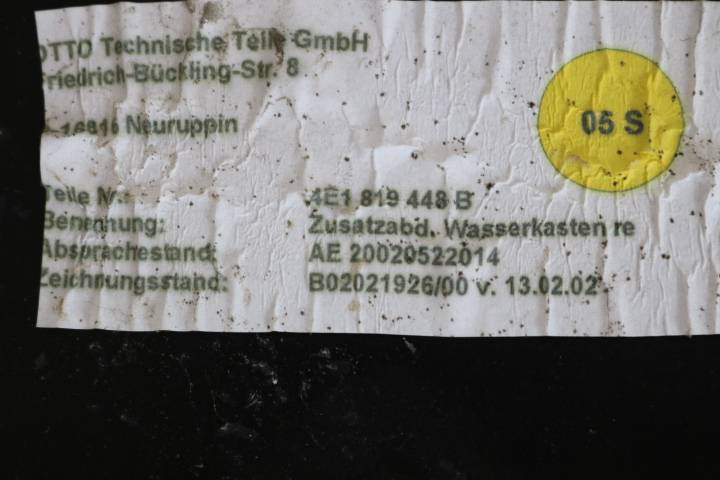 OTTO Technische Teile GmbH
Friedrich-Bückling-Str. 8
16816 Neuruppin
05 S
Teile Nr.: 4E1 819 448 B
Benennung: Zusatzabd. Wasserkasten re
Absprachestand: AE 20020522014
Zeichnungsstand: B02021926/00 v. 13.02.02